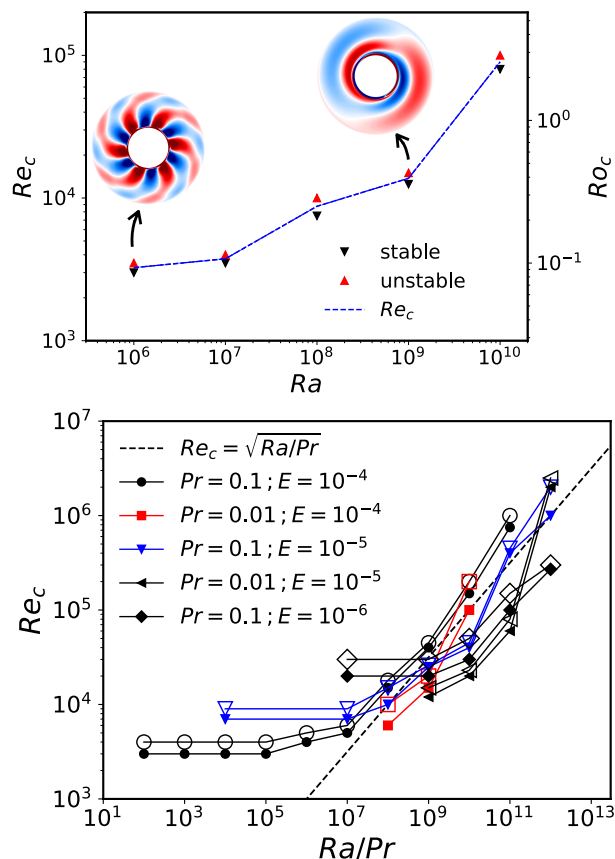 10^5
10^4
10^3
Re_c
10^0
10^-1
Ro_c
stable
unstable
Re_c
10^6 10^7 10^8 10^9 10^10
Ra
10^7
10^6
10^5
10^4
10^3
Re_c
Re_c = √Ra/Pr
Pr = 0.1 ; E = 10^-4
Pr = 0.01 ; E = 10^-4
Pr = 0.1 ; E = 10^-5
Pr = 0.01 ; E = 10^-5
Pr = 0.1 ; E = 10^-6
10^1 10^3 10^5 10^7 10^9 10^11 10^13
Ra/Pr